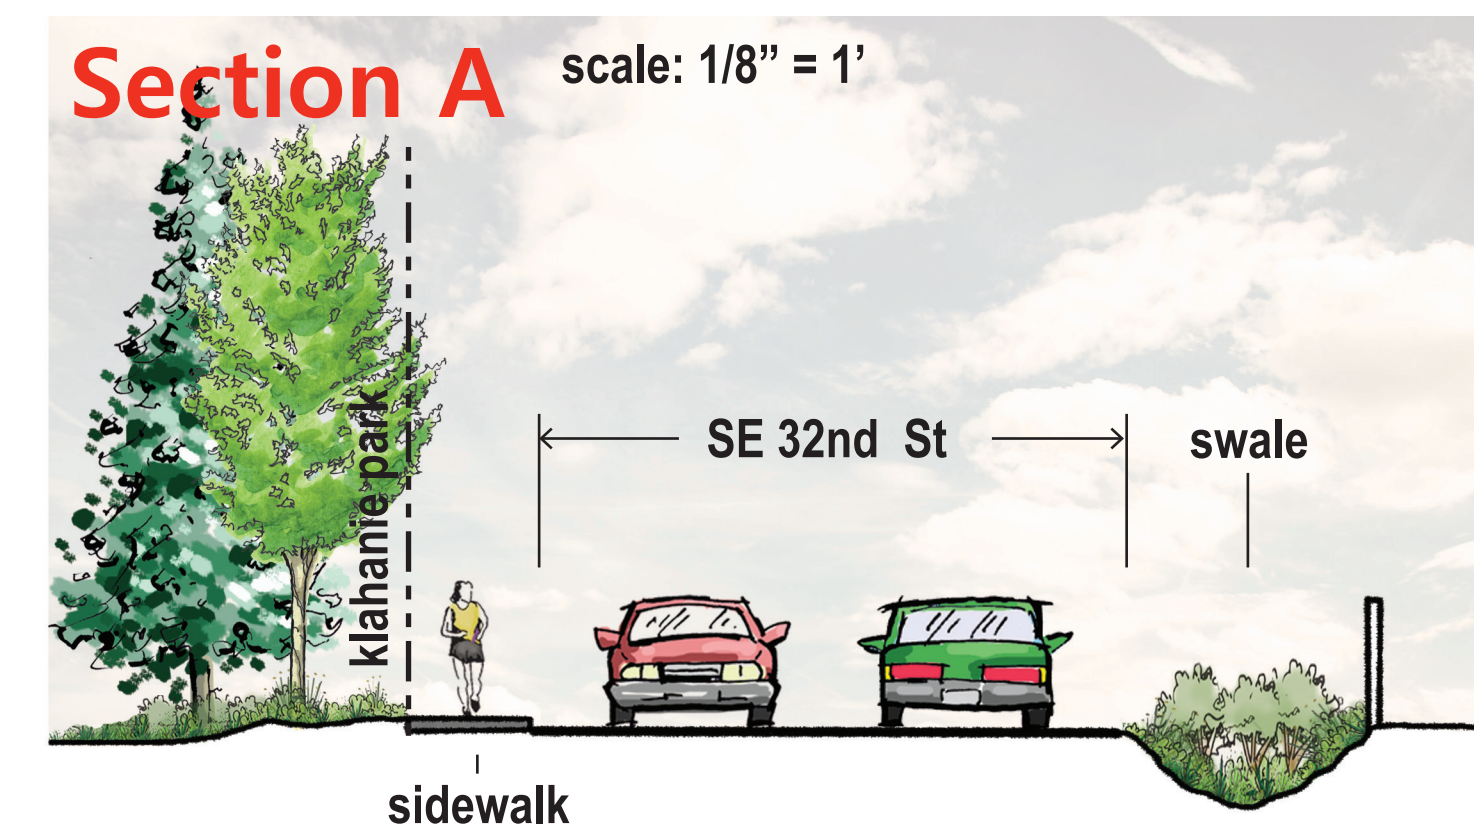 Section A
scale: 1/8” = 1’
klahanie park
SE 32nd St
swale
sidewalk